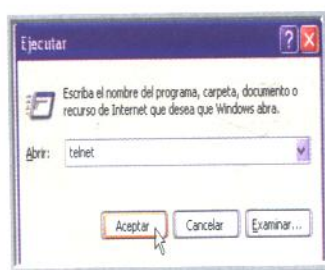 Ejecutar
Escriba el nombre del programa, carpeta, documento o
recurso de Internet que desea que Windows abra.
Abrir: telnet
Aceptar Cancelar Examinar...